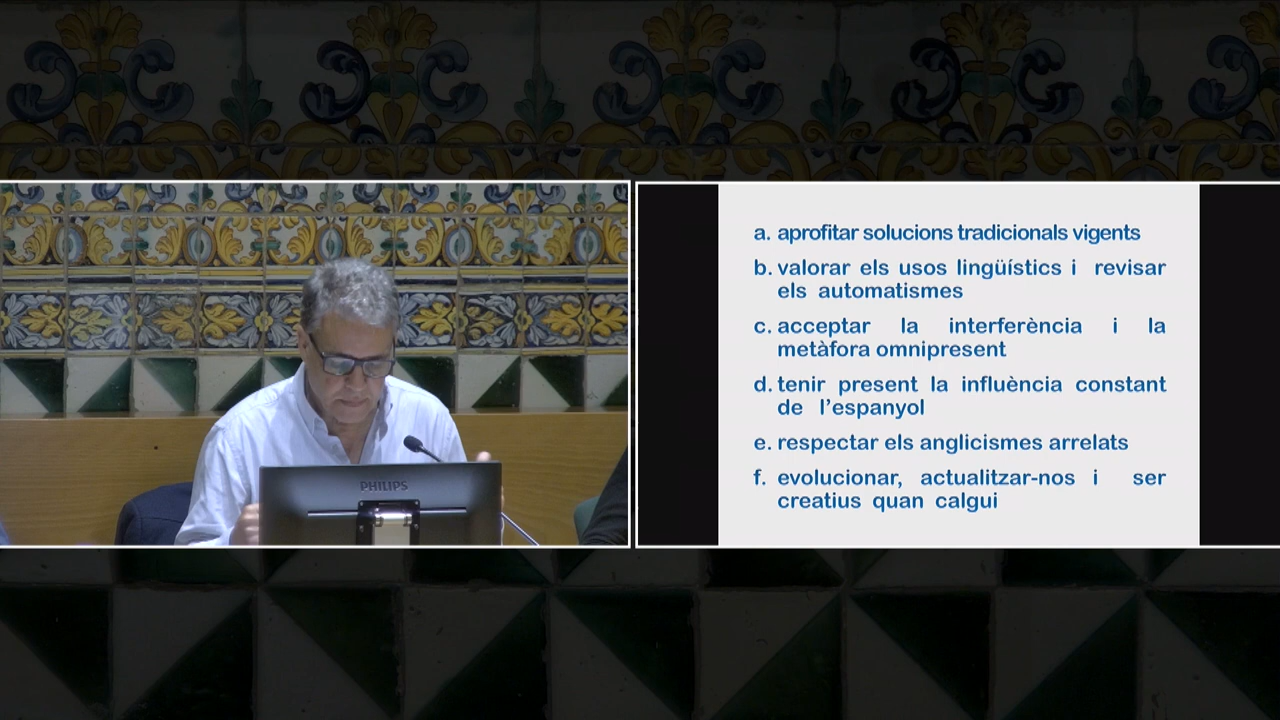 PHILIPS
a. aprofitar solucions tradicionals vigents
b. valorar els usos lingüístics i revisar
els automatismes
c. acceptar la interferència i la
metàfora omnipresent
d. tenir present la influència constant
de l'espanyol
e. respectar els anglicismes arrelats
f. evolucionar, actualitzar-nos i ser
creatius quan calgui